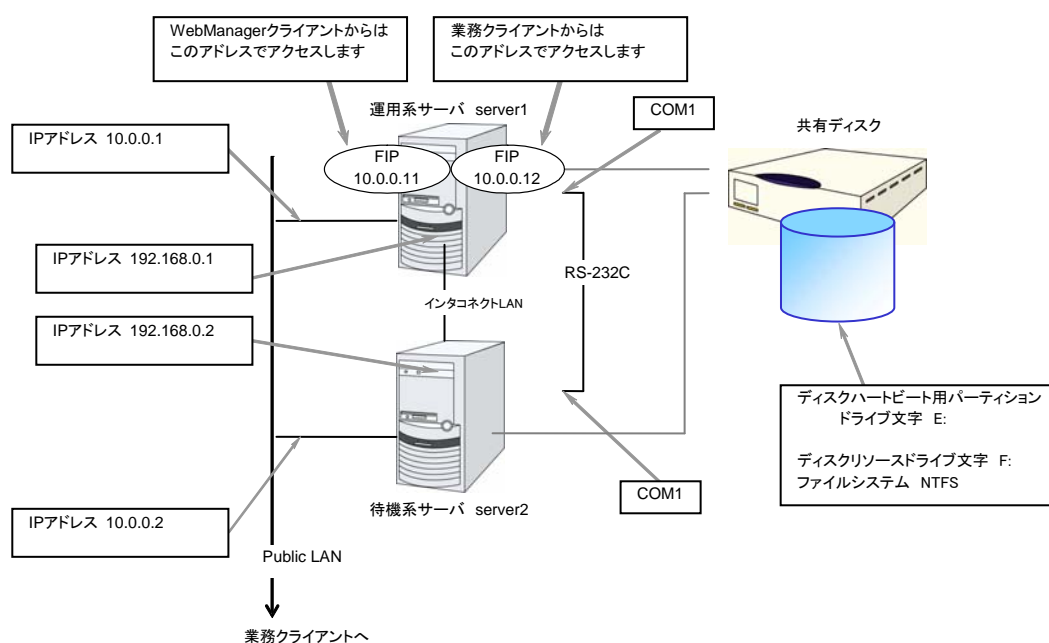 WebManagerクライアントからは
このアドレスでアクセスします
業務クライアントからは
このアドレスでアクセスします
運用系サーバ server1
COM1
共有ディスク
IPアドレス 10.0.0.1
FIP
10.0.0.11
FIP
10.0.0.12
IPアドレス 192.168.0.1
RS-232C
インタコネクトLAN
IPアドレス 192.168.0.2
ディスクハートビート用パーティション
ドライブ文字 E:
ディスクリソースドライブ文字 F:
ファイルシステム NTFS
COM1
IPアドレス 10.0.0.2
待機系サーバ server2
Public LAN
業務クライアントへ